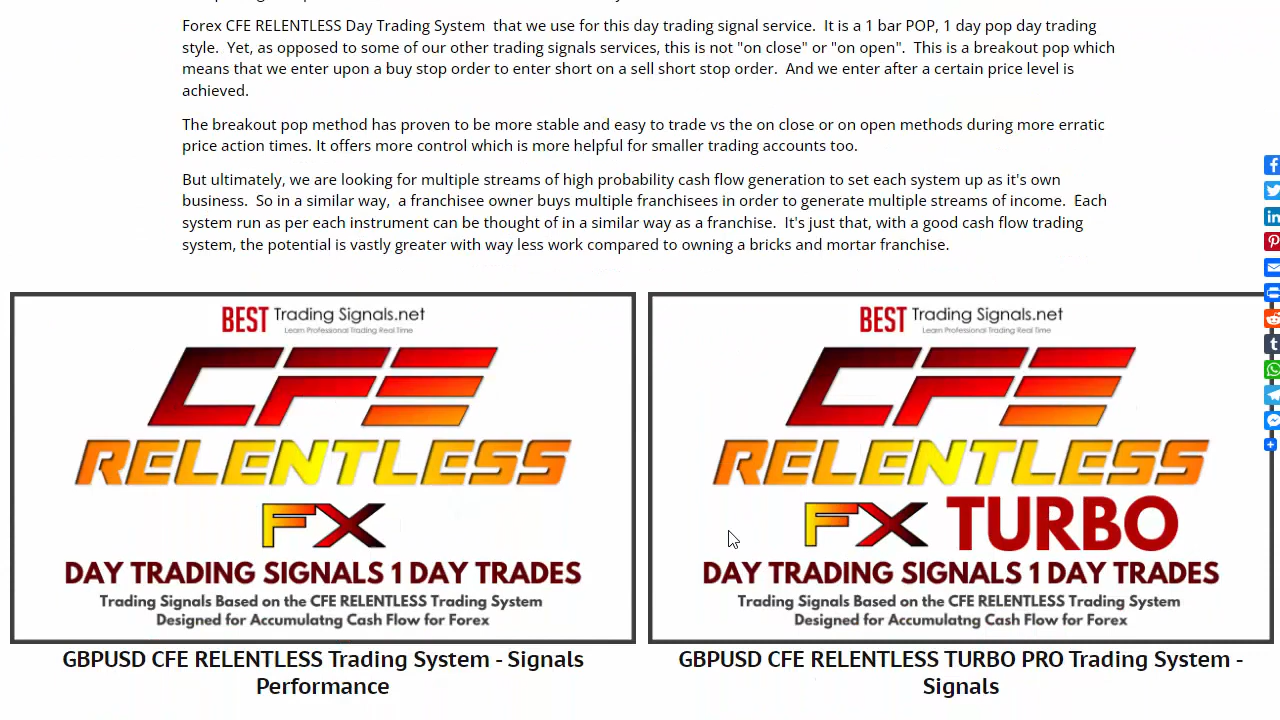 Forex CFE RELENTLESS Day Trading System  that we use for this day trading signal service.  It is a 1 bar POP, 1 day pop day trading
style.  Yet, as opposed to some of our other trading signals services, this is not "on close" or "on open".  This is a breakout pop which
means that we enter upon a buy stop order to enter short on a sell short stop order.  And we enter after a certain price level is
achieved.
The breakout pop method has proven to be more stable and easy to trade vs the on close or on open methods during more erratic
price action times. It offers more control which is more helpful for smaller trading accounts too.
But ultimately, we are looking for multiple streams of high probability cash flow generation to set each system up as it's own
business.  So in a similar way,  a franchisee owner buys multiple franchisees in order to generate multiple streams of income.  Each
system run as per each instrument can be thought of in a similar way as a franchise.  It's just that, with a good cash flow trading
system, the potential is vastly greater with way less work compared to owning a bricks and mortar franchise.
BEST Trading Signals.net
Learn Professional Trading Real Time
CFE
RELENTLESS
FX
DAY TRADING SIGNALS 1 DAY TRADES
Trading Signals Based on the CFE RELENTLESS Trading System
Designed for Accumulatng Cash Flow for Forex
GBPUSD CFE RELENTLESS Trading System - Signals
Performance
BEST Trading Signals.net
Learn Professional Trading Real Time
CFE
RELENTLESS
FX TURBO
DAY TRADING SIGNALS 1 DAY TRADES
Trading Signals Based on the CFE RELENTLESS Trading System
Designed for Accumulatng Cash Flow for Forex
GBPUSD CFE RELENTLESS TURBO PRO Trading System -
Signals